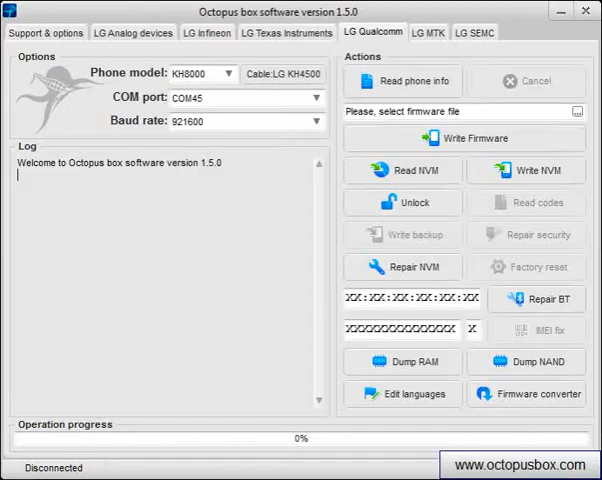 Octopus box software version 1.5.0
Support & options
LG Analog devices
LG Infineon
LG Texas Instruments
LG Qualcomm
LG MTK
LG SEMC
Options
Phone model:
KH8000
Cable:LG KH4500
COM port:
COM45
Baud rate:
921600
Log
Welcome to Octopus box software version 1.5.0
Actions
Read phone info
Cancel
Please, select firmware file
...
Write Firmware
Read NVM
Write NVM
Unlock
Read codes
Write backup
Repair security
Repair NVM
Factory reset
XX:XX:XX:XX:XX:XX
Repair BT
XXXXXXXXXXXXXX
X
IMEI fix
Dump RAM
Dump NAND
Edit languages
Firmware converter
Operation progress
0%
Disconnected
www.octopusbox.com